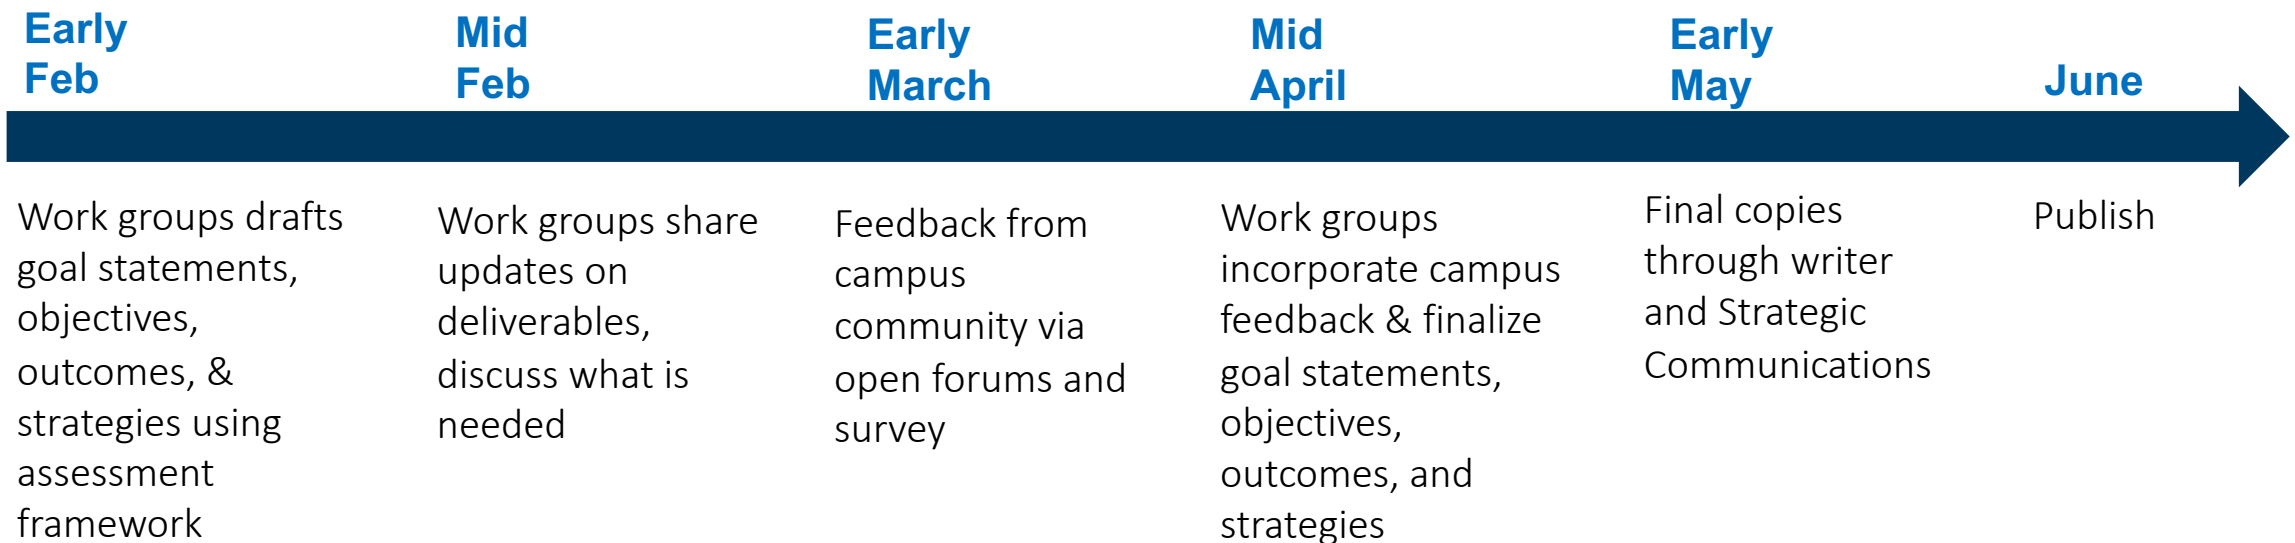 Early
Feb
Work groups drafts
goal statements,
objectives,
outcomes, &
strategies using
assessment
framework
Mid
Feb
Work groups share
updates on
deliverables,
discuss what is
needed
Early
March
Feedback from
campus
community via
open forums and
survey
Mid
April
Work groups
incorporate campus
feedback & finalize
goal statements,
objectives,
outcomes, and
strategies
Early
May
Final copies
through writer
and Strategic
Communications
June
Publish